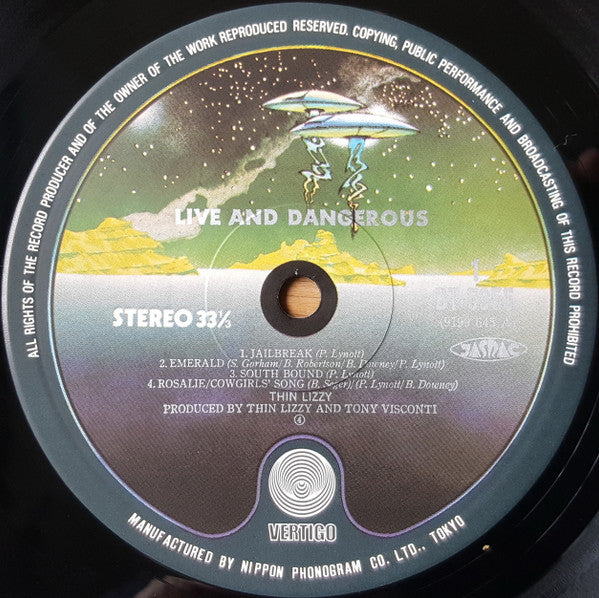 ALL RIGHTS OF THE RECORD PRODUCER AND OF THE OWNER OF THE WORK REPRODUCED RESERVED. COPYING, PUBLIC PERFORMANCE AND BROADCASTING OF THIS RECORD PROHIBITED
LIVE AND DANGEROUS
1
STEREO 33⅓
JASRAC
1. JAILBREAK (P. Lynott)
2. EMERALD (S. Gorham/B. Robertson/B. Downey/P. Lynott)
3. SOUTH BOUND (P. Lynott)
4. ROSALIE/COWGIRLS' SONG (B. Seger)/(P. Lynott/B. Downey)
THIN LIZZY
PRODUCED BY THIN LIZZY AND TONY VISCONTI
④
VERTIGO
MANUFACTURED BY NIPPON PHONOGRAM CO. LTD., TOKYO